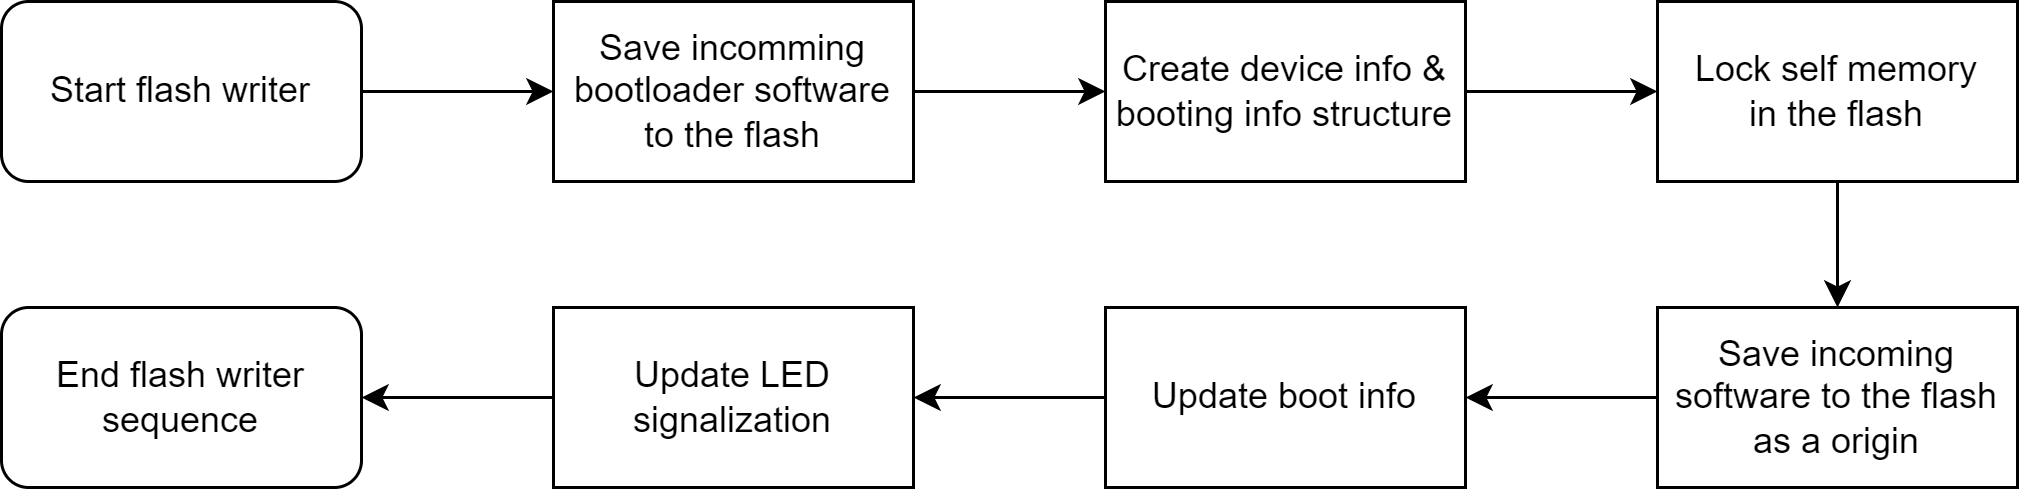 Start flash writer
Save incomming
bootloader software
to the flash
Create device info &
booting info structure
Lock self memory
in the flash
Save incoming
software to the flash
as a origin
Update boot info
Update LED
signalization
End flash writer
sequence